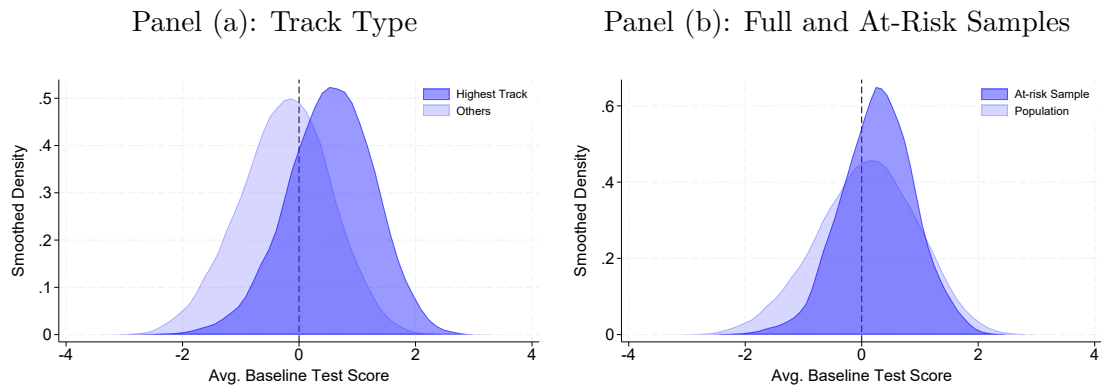 Panel (a): Track Type
Smoothed Density
.5
.4
.3
.2
.1
0
-4
-2
0
2
4
Avg. Baseline Test Score
Highest Track
Others
Panel (b): Full and At-Risk Samples
Smoothed Density
.6
.4
.2
0
-4
-2
0
2
4
Avg. Baseline Test Score
At-risk Sample
Population